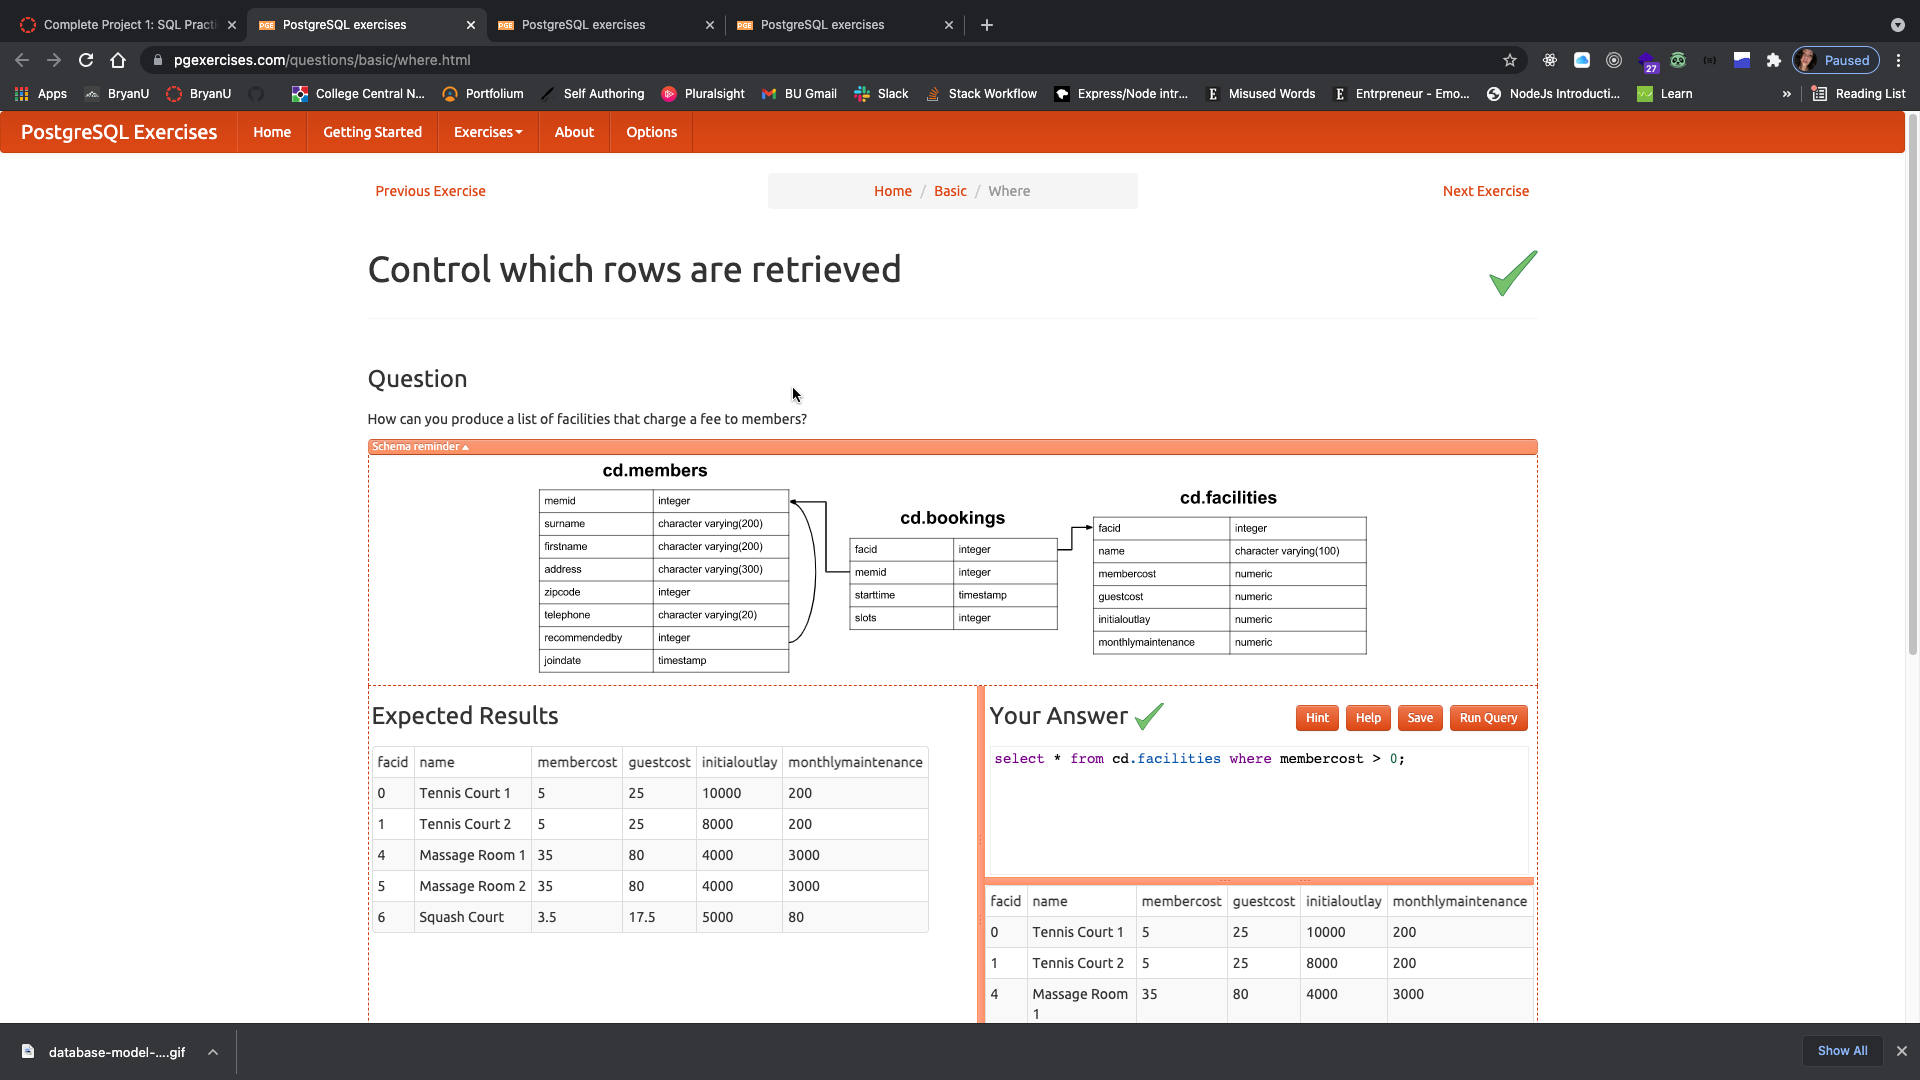 Complete Project 1: SQL Practi
PostgreSQL exercises
PostgreSQL exercises
PostgreSQL exercises
pgexercises.com/questions/basic/where.html
27
Paused
Apps
BryanU
BryanU
College Central N...
Portfolium
Self Authoring
Pluralsight
BU Gmail
Slack
Stack Workflow
Express/Node intr...
Misused Words
Entrpreneur - Emo...
NodeJs Introducti...
Learn
»
Reading List
PostgreSQL Exercises
Home
Getting Started
Exercises
About
Options
Previous Exercise
Home / Basic / Where
Next Exercise
Control which rows are retrieved
Question
How can you produce a list of facilities that charge a fee to members?
Schema reminder
cd.members
memid integer
surname character varying(200)
firstname character varying(200)
address character varying(300)
zipcode integer
telephone character varying(20)
recommendedby integer
joindate timestamp
cd.bookings
facid integer
memid integer
starttime timestamp
slots integer
cd.facilities
facid integer
name character varying(100)
membercost numeric
guestcost numeric
initialoutlay numeric
monthlymaintenance numeric
Expected Results
facid name membercost guestcost initialoutlay monthlymaintenance
0 Tennis Court 1 5 25 10000 200
1 Tennis Court 2 5 25 8000 200
4 Massage Room 1 35 80 4000 3000
5 Massage Room 2 35 80 4000 3000
6 Squash Court 3.5 17.5 5000 80
Your Answer
Hint
Help
Save
Run Query
select * from cd.facilities where membercost > 0;
facid name membercost guestcost initialoutlay monthlymaintenance
0 Tennis Court 1 5 25 10000 200
1 Tennis Court 2 5 25 8000 200
4 Massage Room 35 80 4000 3000
1
database-model-....gif
Show All